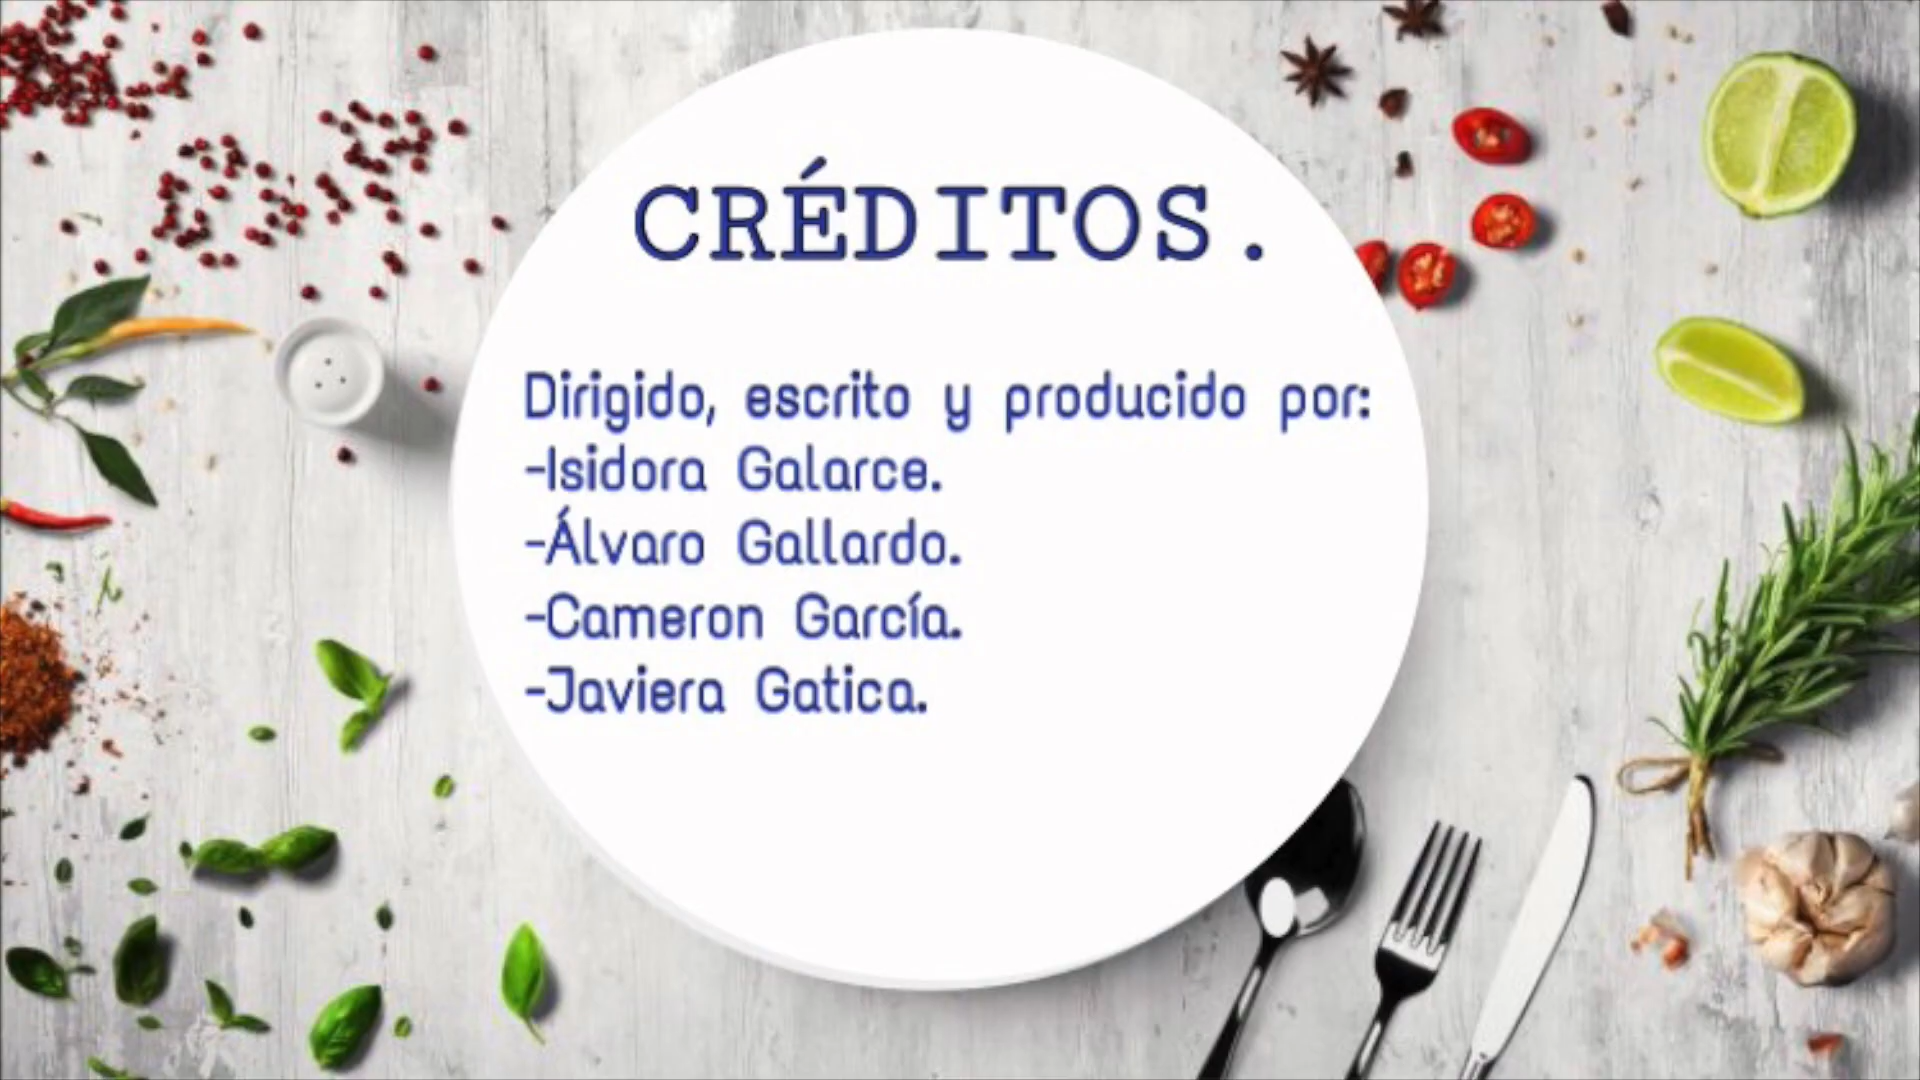 CRÉDITOS.
Dirigido, escrito y producido por:
-Isidora Galarce.
-Álvaro Gallardo.
-Cameron García.
-Javiera Gatica.